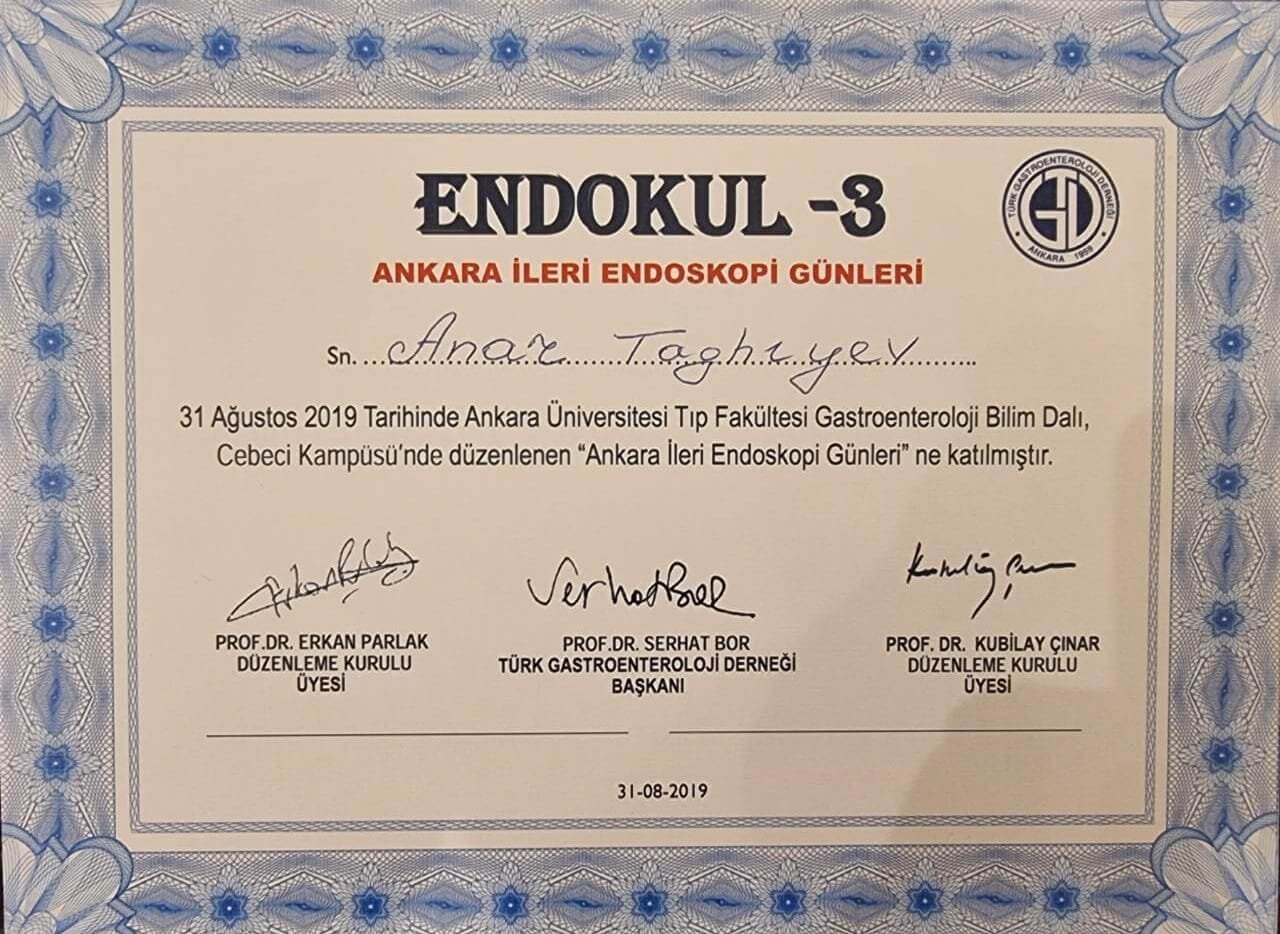 ENDOKUL -3
TÜRK GASTROENTEROLOJİ DERNEĞİ
ANKARA 1959
ANKARA İLERİ ENDOSKOPİ GÜNLERİ
Sn. Anar Taghiyev
31 Ağustos 2019 Tarihinde Ankara Üniversitesi Tıp Fakültesi Gastroenteroloji Bilim Dalı,
Cebeci Kampüsü'nde düzenlenen “Ankara İleri Endoskopi Günleri” ne katılmıştır.
Serhat Bor
PROF.DR. ERKAN PARLAK
DÜZENLEME KURULU
ÜYESİ
PROF.DR. SERHAT BOR
TÜRK GASTROENTEROLOJİ DERNEĞİ
BAŞKANI
PROF. DR. KUBİLAY ÇINAR
DÜZENLEME KURULU
ÜYESİ
31-08-2019